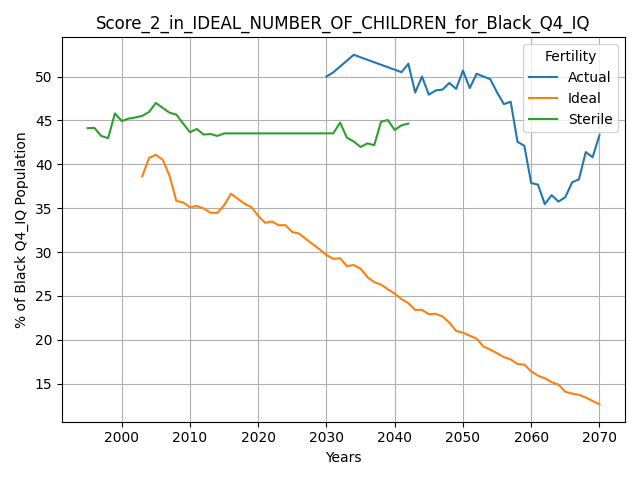 Score_2_in_IDEAL_NUMBER_OF_CHILDREN_for_Black_Q4_IQ
% of Black Q4_IQ Population
50
45
40
35
30
25
20
15
Fertility
Actual
Ideal
Sterile
2000 2010 2020 2030 2040 2050 2060 2070
Years